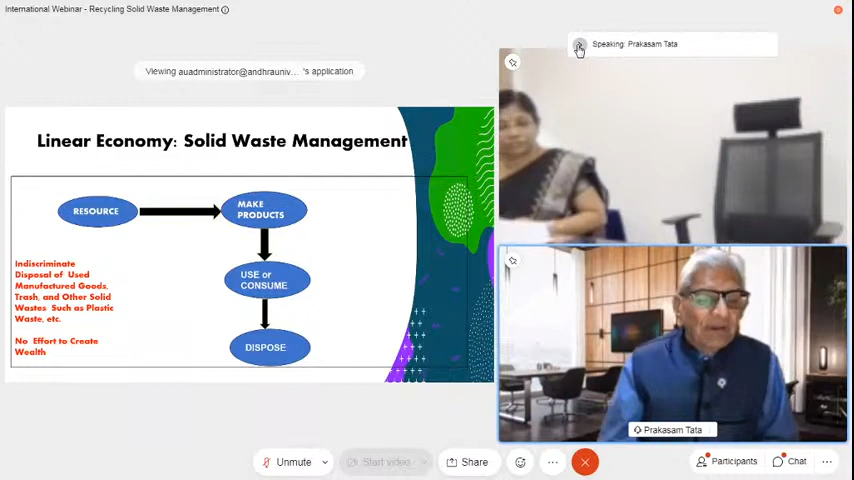 International Webinar - Recycling Solid Waste Management
Speaking: Prakasam Tata
Viewing auadministrator@andhrauniv... 's application
Linear Economy: Solid Waste Management
RESOURCE
MAKE
PRODUCTS
USE or
CONSUME
DISPOSE
Indiscriminate
Disposal of Used
Manufactured Goods,
Trash, and Other Solid
Wastes Such as Plastic
Waste, etc.
No Effort to Create
Wealth
Prakasam Tata
Unmute
Start video
Share
Participants
Chat